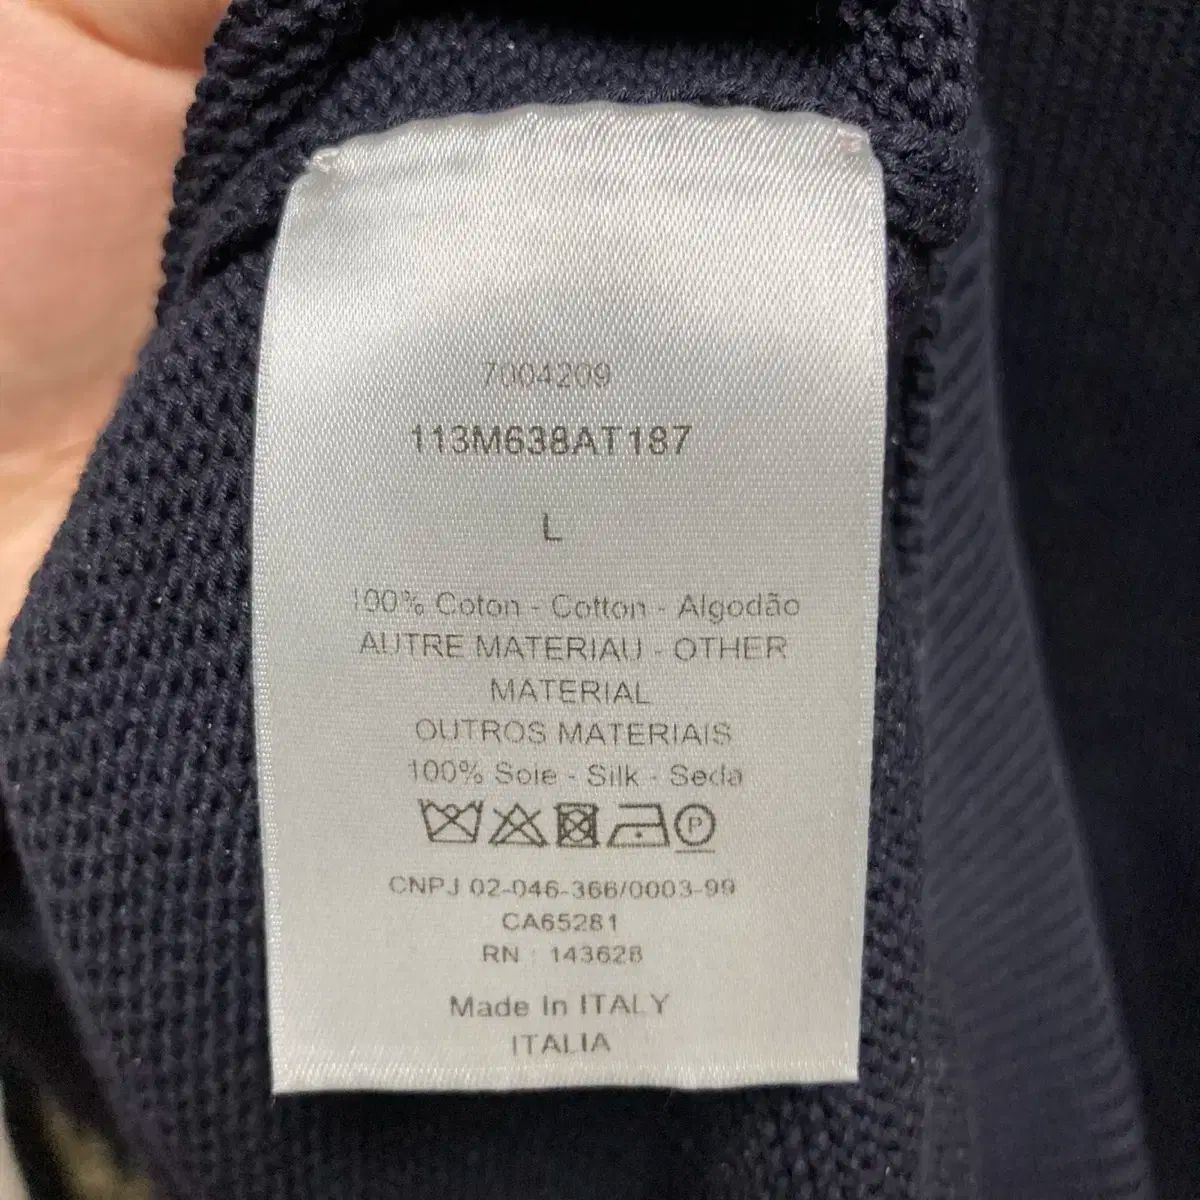 7004209
113M638AT187
L
100% Coton - Cotton - Algodão
AUTRE MATERIAU - OTHER
MATERIAL
OUTROS MATERIAIS
100% Soie - Silk - Seda
P
CNPJ 02-046-366/0003-99
CA65281
RN : 143628
Made In ITALY
ITALIA